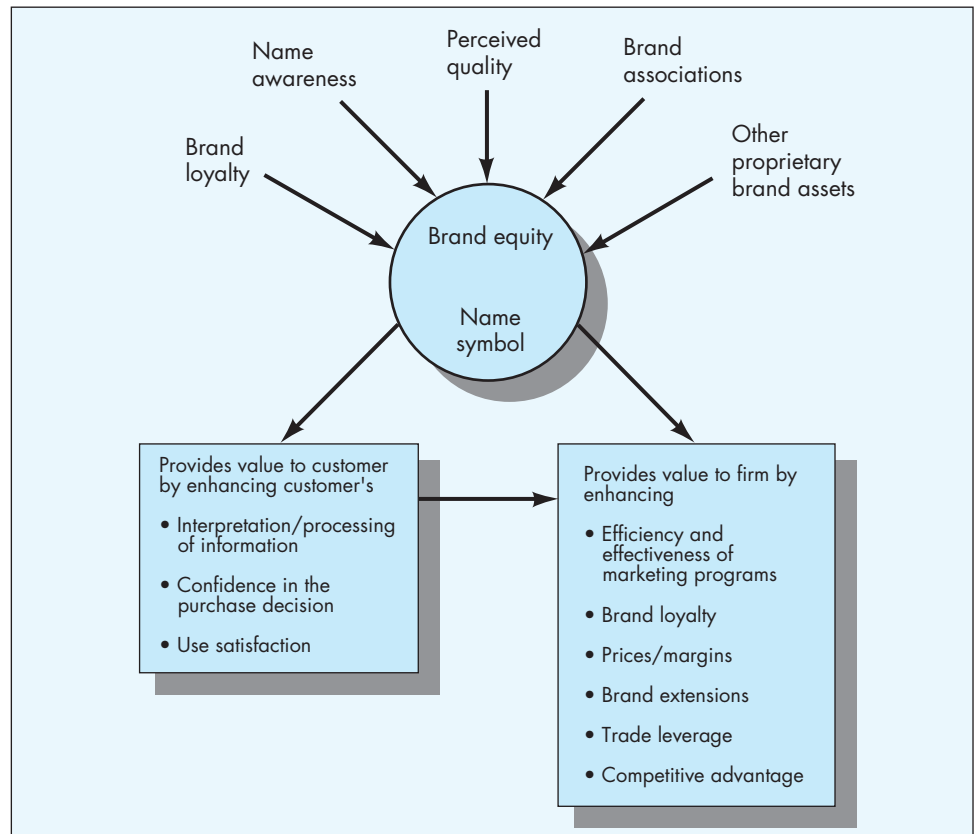 Name
awareness
Perceived
quality
Brand
associations
Brand
loyalty
Other
proprietary
brand assets
Brand equity
Name
symbol
Provides value to customer
by enhancing customer's
• Interpretation/processing
of information
• Confidence in the
purchase decision
• Use satisfaction
Provides value to firm by
enhancing
• Efficiency and
effectiveness of
marketing programs
• Brand loyalty
• Prices/margins
• Brand extensions
• Trade leverage
• Competitive advantage